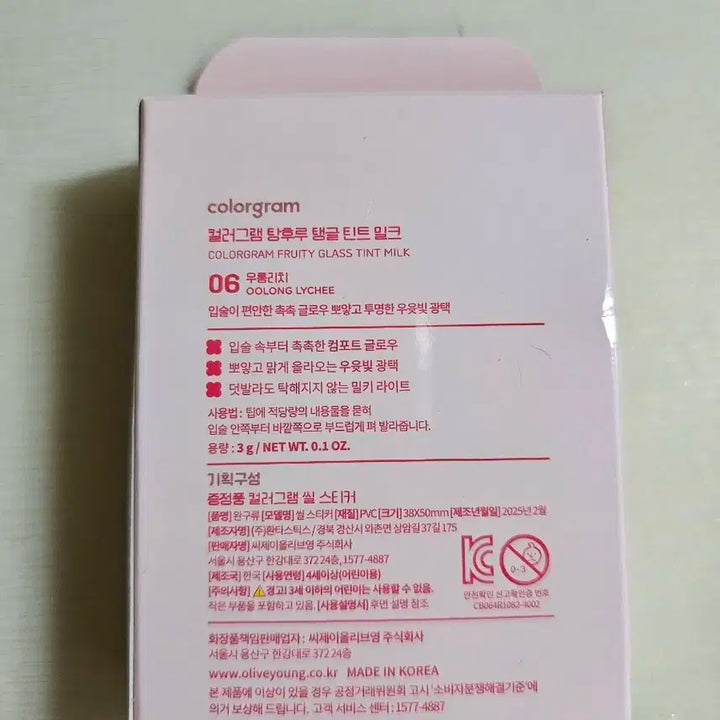 colorgram
컬러그램 탕후루 탱글 틴트 밀크
COLORGRAM FRUITY GLASS TINT MILK
06 우롱리치
OOLONG LYCHEE
입술이 편안한 촉촉 글로우 뽀얗고 투명한 우윳빛 광택
입술 속부터 촉촉한 컴포트 글로우
뽀얗고 맑게 올라오는 우윳빛 광택
덧발라도 탁해지지 않는 밀키 라이트
사용법 : 팁에 적당량의 내용물을 묻혀
입술 안쪽부터 바깥쪽으로 부드럽게 펴 발라줍니다.
용량 : 3 g / NET WT. 0.1 OZ.
기획구성
증정품 컬러그램 씰 스티커
[품명] 완구류 [모델명] 씰 스티커 [재질] PVC [크기] 38X50mm [제조년월일] 2025년 2월
[제조자명] (주)환타스틱스 / 경북 경산시 와촌면 상암길 37길 175
[판매자명] 씨제이올리브영 주식회사
서울시 용산구 한강대로 372 24층, 1577-4887
[제조국] 한국 [사용연령] 4세이상(어린이용)
[주의사항] 경고! 3세 이하의 어린이는 사용할 수 없음.
작은 부품을 포함하고 있음. [사용설명서] 후면 설명 참조
KC
0-3
안전확인 신고확인증 번호
CB064R1082-4002
화장품책임판매업자 : 씨제이올리브영 주식회사
서울시 용산구 한강대로 372 24층
www.oliveyoung.co.kr MADE IN KOREA
본 제품에 이상이 있을 경우 공정거래위원회 고시 '소비자분쟁해결기준'에
의거 보상해 드립니다. 고객 서비스 센터 : 1577-4887